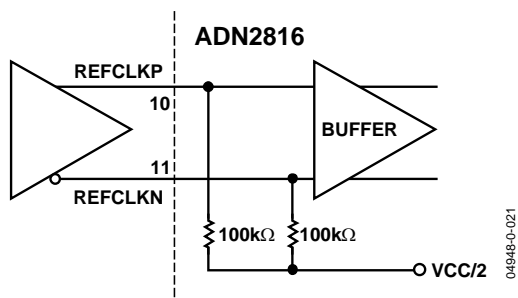 ADN2816
REFCLKP
10
BUFFER
11
REFCLKN
100kΩ
100kΩ
VCC/2
04948-0-021